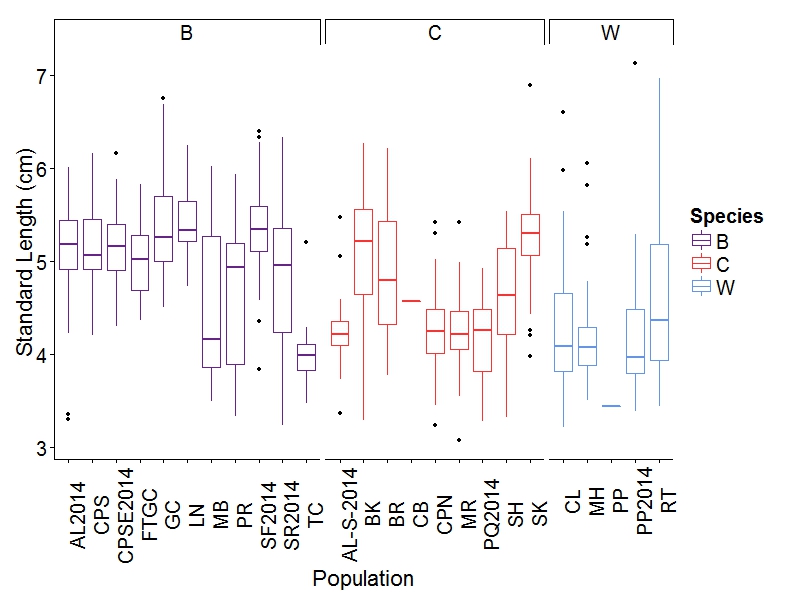 B C W
7
6
5
4
3
Standard Length (cm)
AL2014 CPS CPSE2014 FTGC GC LN MB PR SF2014 SR2014 TC AL-S-2014 BK BR CB CPN MR PQ2014 SH SK CL MH PP PP2014 RT
Population
Species
B
C
W